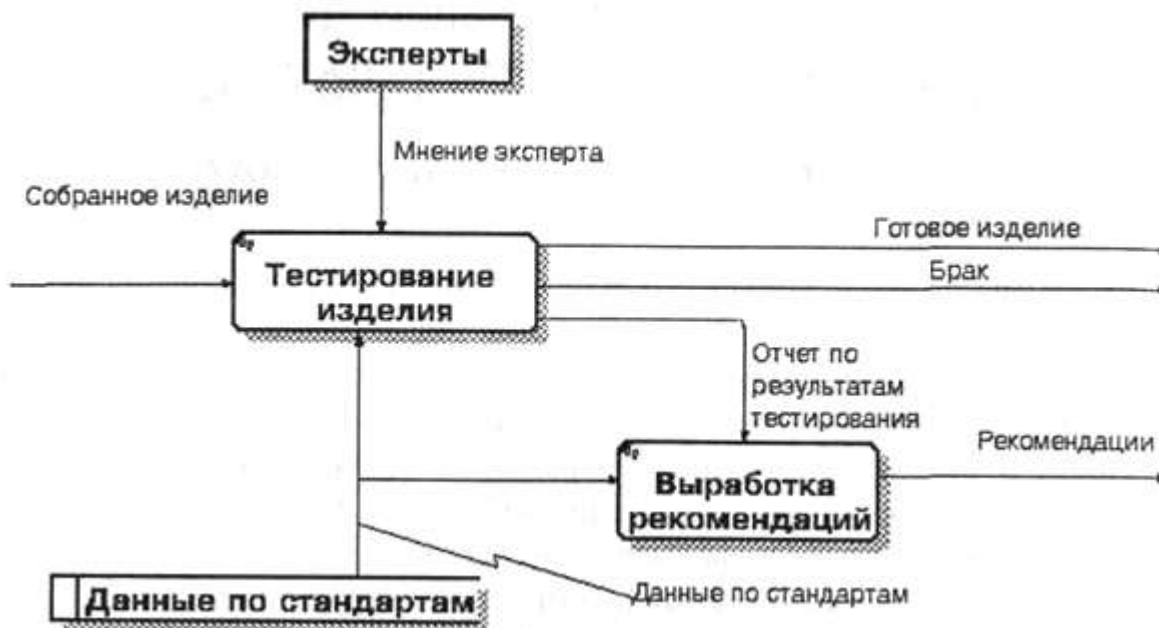 Эксперты
Мнение эксперта
Собранное изделие
Готовое изделие
Тестирование
изделия
Брак
Отчет по
результатам
тестирования
Рекомендации
Выработка
рекомендаций
Данные по стандартам
Данные по стандартам